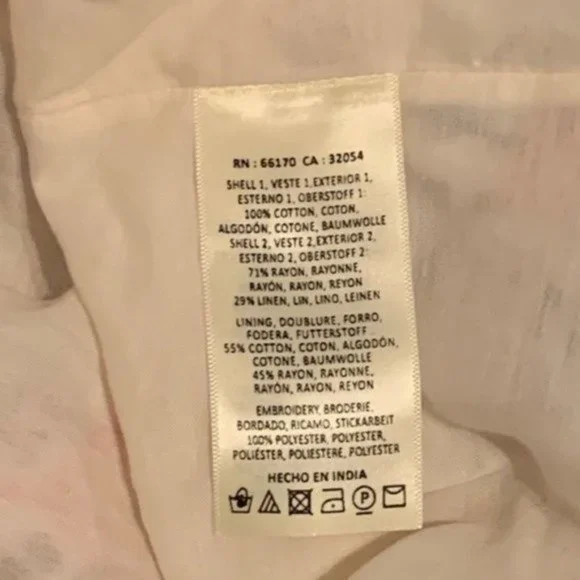 RN : 66170 CA : 32054
SHELL 1, VESTE 1,EXTERIOR 1,
ESTERNO 1, OBERSTOFF 1:
100% COTTON, COTON,
ALGODÓN, COTONE, BAUMWOLLE
SHELL 2, VESTE 2,EXTERIOR 2,
ESTERNO 2, OBERSTOFF 2:
71% RAYON, RAYONNE,
RAYÓN, RAYON, REYON
29% LINEN, LIN, LINO, LEINEN
LINING, DOUBLURE, FORRO,
FODERA, FUTTERSTOFF :
55% COTTON, COTON, ALGODÓN,
COTONE, BAUMWOLLE
45% RAYON, RAYONNE,
RAYÓN, RAYON, REYON
EMBROIDERY, BRODERIE,
BORDADO, RICAMO, STICKARBEIT
100% POLYESTER, POLYESTER,
POLIÉSTER, POLIESTERE, POLYESTER
HECHO EN INDIA
P